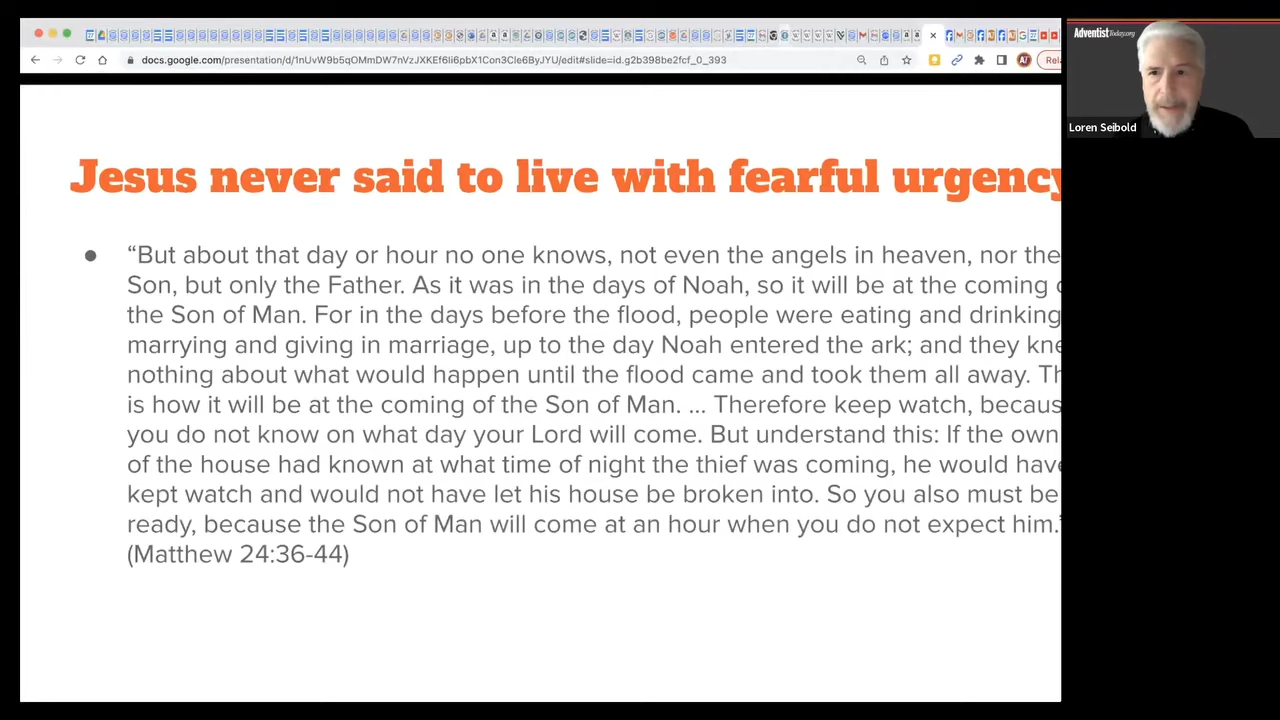 docs.google.com/presentation/d/1nUvW9b5qOMmDW7nVzJXKEf6Ii6pbX1Con3Cle6ByJYU/edit#slide=id.g2b398be2fcf_0_393
Rel
AdventistToday.org
Loren Seibold
Jesus never said to live with fearful urgency
● “But about that day or hour no one knows, not even the angels in heaven, nor the
Son, but only the Father. As it was in the days of Noah, so it will be at the coming
the Son of Man. For in the days before the flood, people were eating and drinking
marrying and giving in marriage, up to the day Noah entered the ark; and they kne
nothing about what would happen until the flood came and took them all away. Th
is how it will be at the coming of the Son of Man. ... Therefore keep watch, becaus
you do not know on what day your Lord will come. But understand this: If the own
of the house had known at what time of night the thief was coming, he would have
kept watch and would not have let his house be broken into. So you also must be
ready, because the Son of Man will come at an hour when you do not expect him.”
(Matthew 24:36-44)